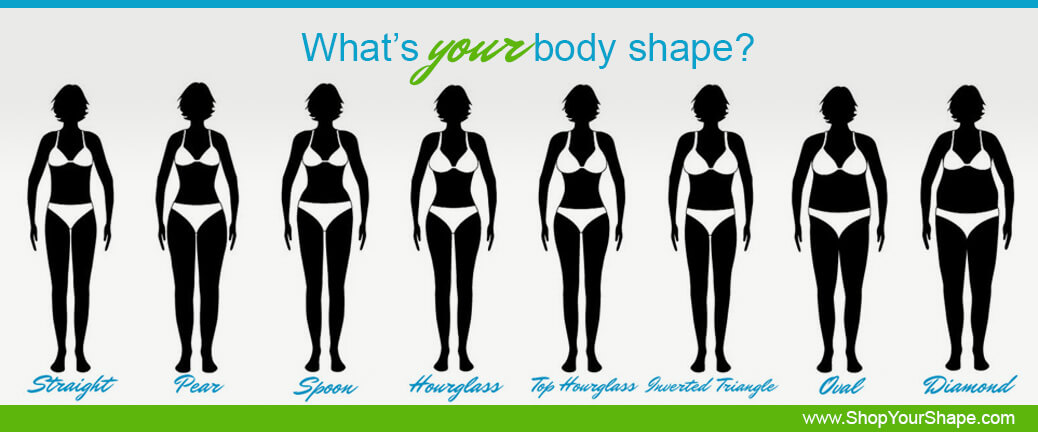 What's your body shape?
Straight Pear Spoon Hourglass Top Hourglass Inverted Triangle Oval Diamond
www.ShopYourShape.com